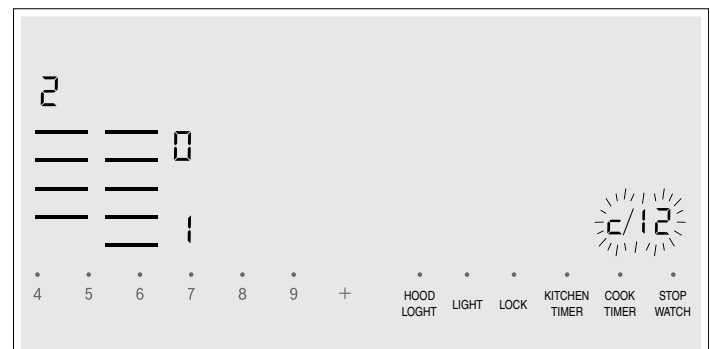 2
0
c/12
1
4 5 6 7 8 9 + HOOD LOGHT LIGHT LOCK KITCHEN TIMER COOK TIMER STOP WATCH